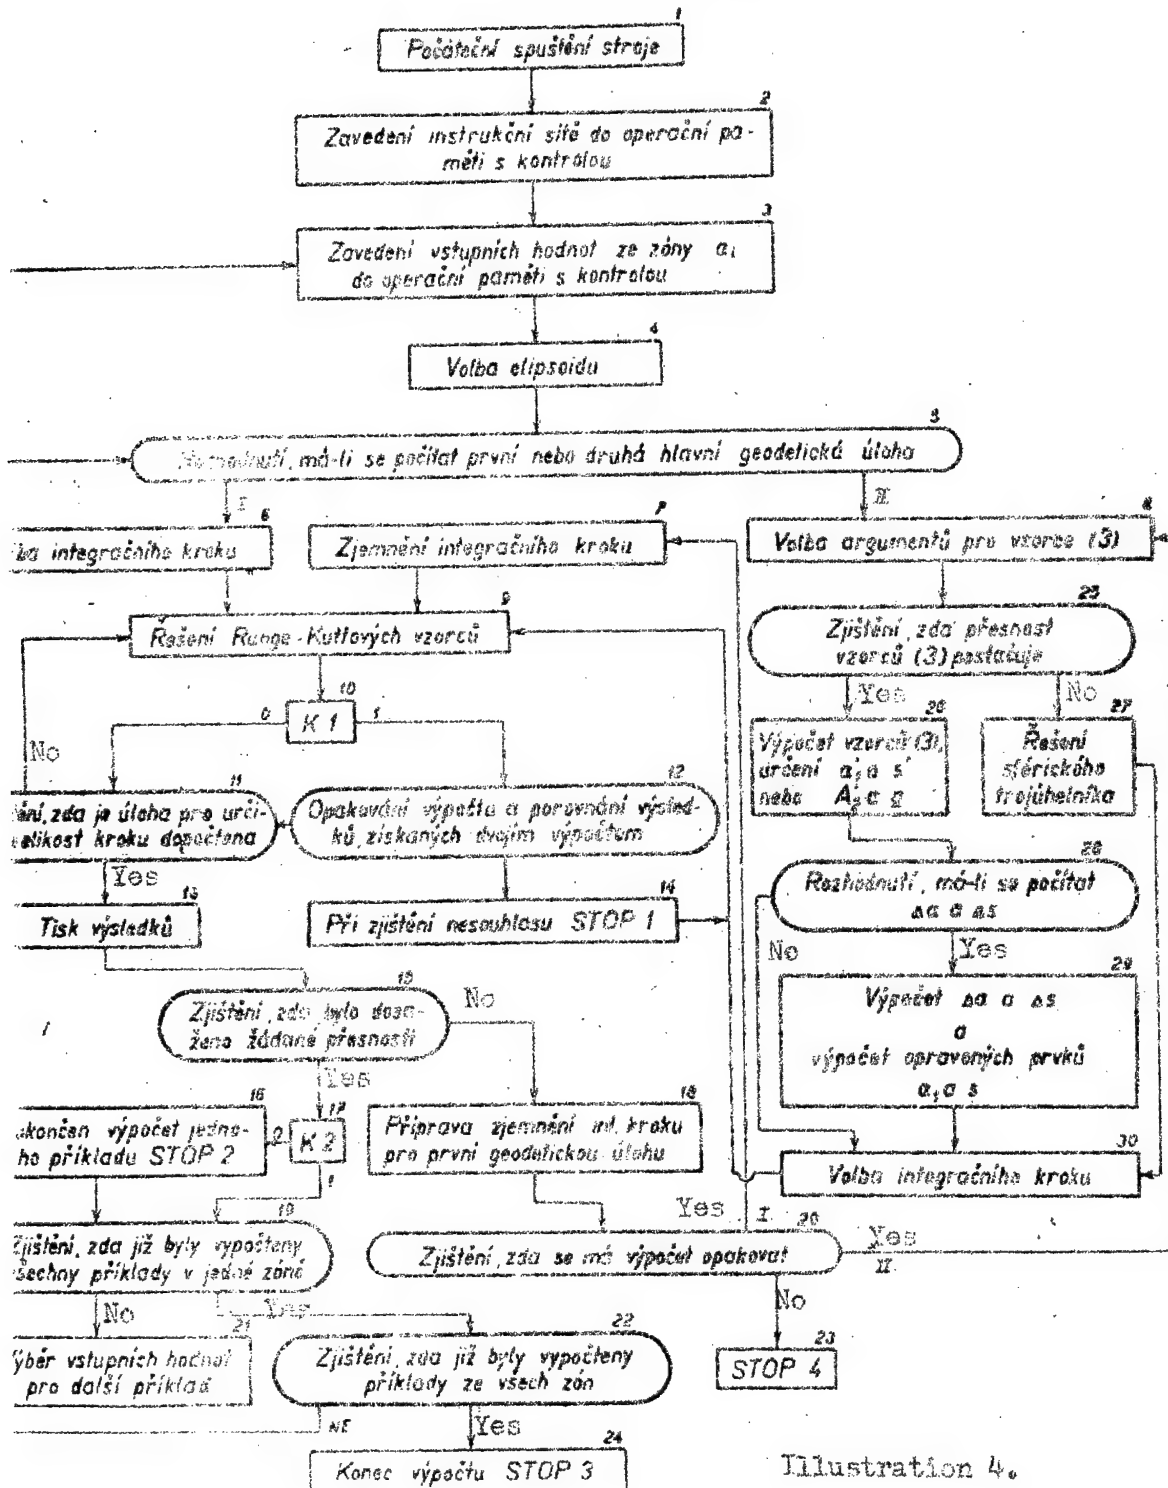 1
Počáteční spuštění stroje
2
Zavedení instrukční sítě do operační pa-
měti s kontrolou
3
Zavedení vstupních hodnot ze zóny a i
do operační paměti s kontrolou
4
Volba elipsoidu
5
má-li se počítat první nebo druhá hlavní geodetická úloha
I
II
6
integračního kroku
7
Zjemnění integračního kroku
8
Volba argumentů pro vzorce (3)
9
Řešení Runge-Kuttových vzorců
25
Zjištění, zda přesnost
vzorců (3) postačuje
10
0
K 1
1
Yes
No
26
Výpočet vzorců (3),
určení a; a s'
nebo
27
Řešení
sférického
trojúhelníka
No
11
zda je úloha pro urči-
velikost kroku dopočtena
12
Opakování výpočtu a porovnání výsled-
ků, získaných dvojím výpočtem
Yes
13
Tisk výsledků
14
Při zjištění nesouhlasu STOP 1
28
Rozhodnutí, má-li se počítat
Δa a Δs
No
Yes
29
Výpočet Δa a Δs
a
výpočet opravených prvků
a; a s
15
Zjištění, zda bylo dosa-
ženo žádané přesnosti
No
Yes
16
výpočet jedno-
ho příkladu STOP 2
2
17
K 2
1
18
Příprava zjemnění int. kroku
pro první geodetickou úlohu
30
Volba integračního kroku
19
Zjištění, zda již byly vypočteny
všechny příklady v jedné zóně
Yes
I
20
Zjištění, zda se má výpočet opakovat
Yes
II
No
Yes
No
21
Výběr vstupních hodnot
pro další příklad
22
Zjištění, zda již byly vypočteny
příklady ze všech zón
23
STOP 4
NE
Yes
24
Konec výpočtu STOP 3
Illustration 4.